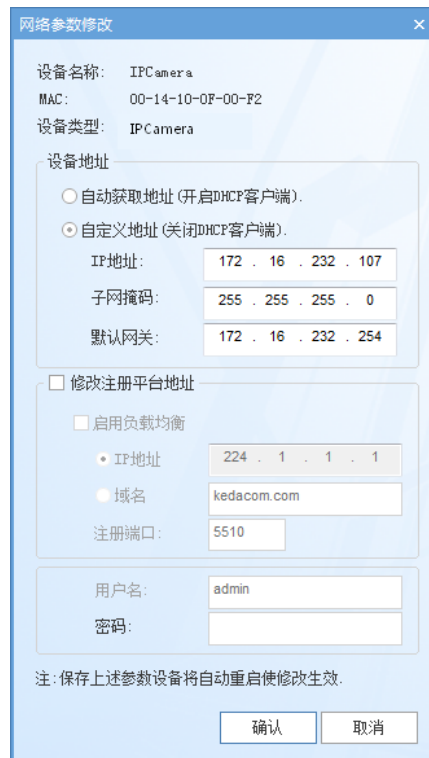 网络参数修改 ×
设备名称: IPCamera
MAC: 00-14-10-0F-00-F2
设备类型: IPCamera
设备地址
自动获取地址(开启DHCP客户端).
自定义地址(关闭DHCP客户端).
IP地址: 172 . 16 . 232 . 107
子网掩码: 255 . 255 . 255 . 0
默认网关: 172 . 16 . 232 . 254
修改注册平台地址
启用负载均衡
IP地址 224 . 1 . 1 . 1
域名 kedacom.com
注册端口: 5510
用户名: admin
密码:
注:保存上述参数设备将自动重启使修改生效.
确认 取消